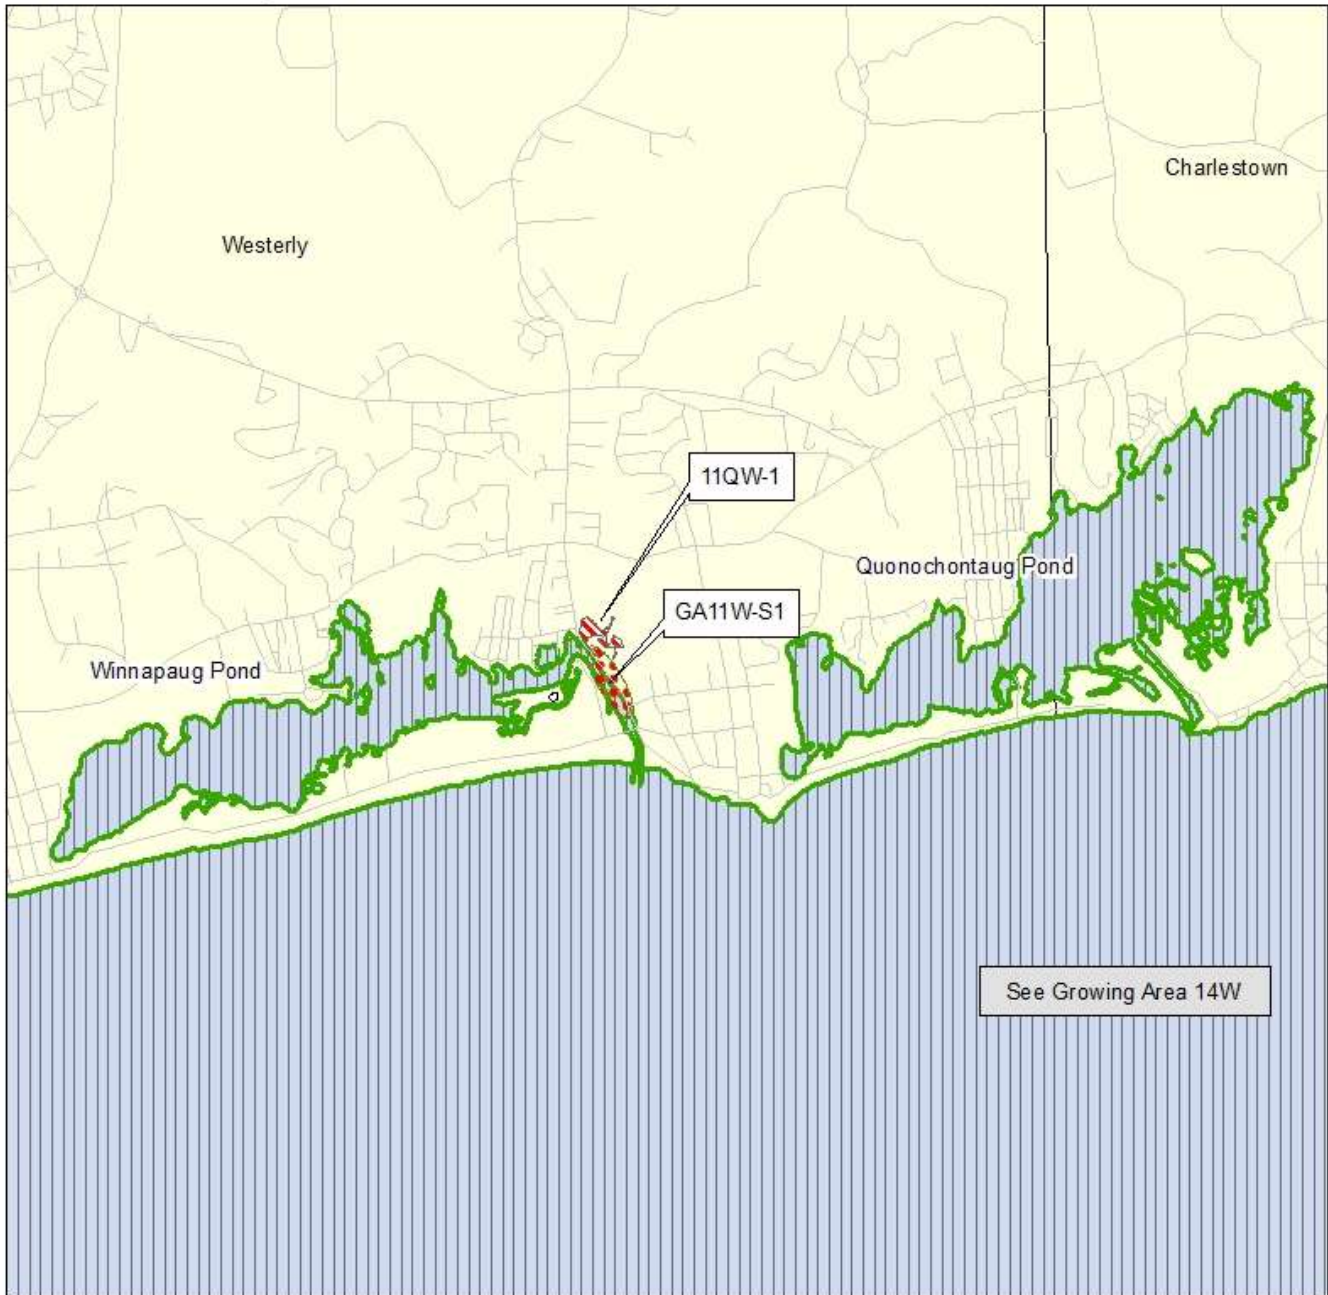 Charlestown
Westerly
11QW-1
Quonochontaug Pond
GA11W-S1
Winnapaug Pond
See Growing Area 14W